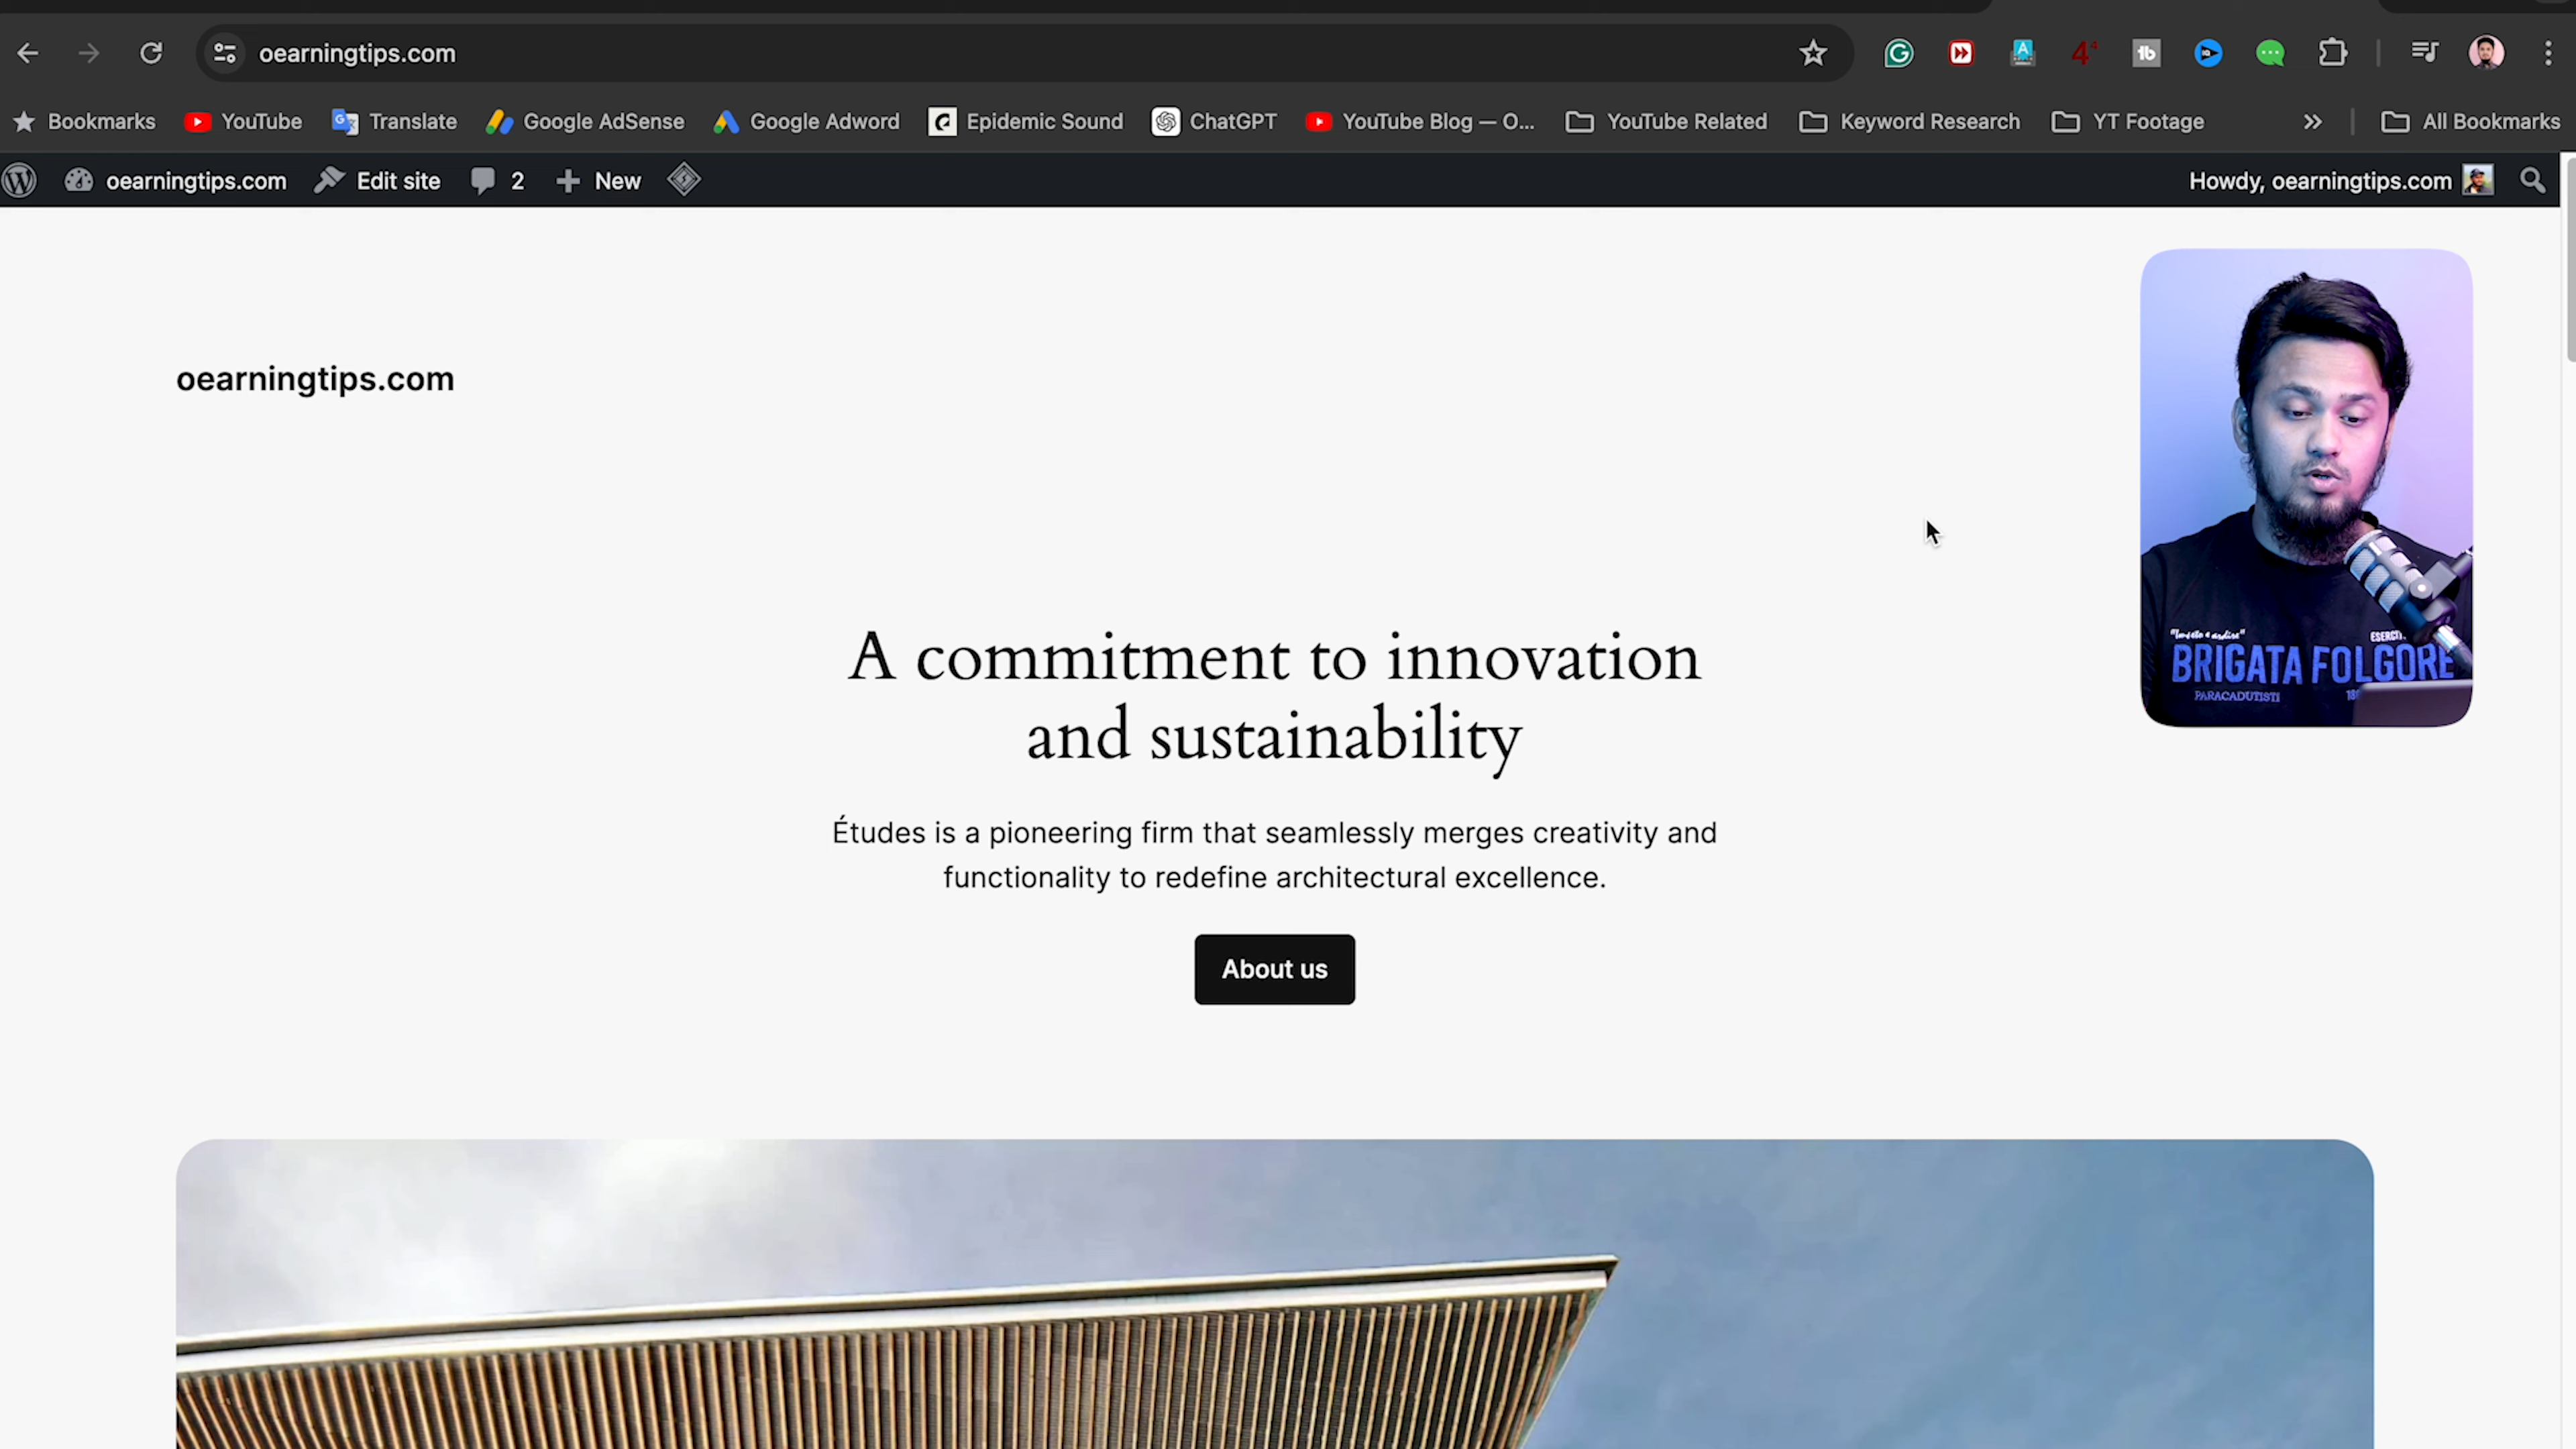 oearningtips.com
Bookmarks YouTube Translate Google AdSense Google Adword Epidemic Sound ChatGPT YouTube Blog — O... YouTube Related Keyword Research YT Footage All Bookmarks
oearningtips.com Edit site 2 New Howdy, oearningtips.com
oearningtips.com
BRIGATA FOLGORE
PARACADUTISTI
A commitment to innovation
and sustainability
Études is a pioneering firm that seamlessly merges creativity and
functionality to redefine architectural excellence.
About us